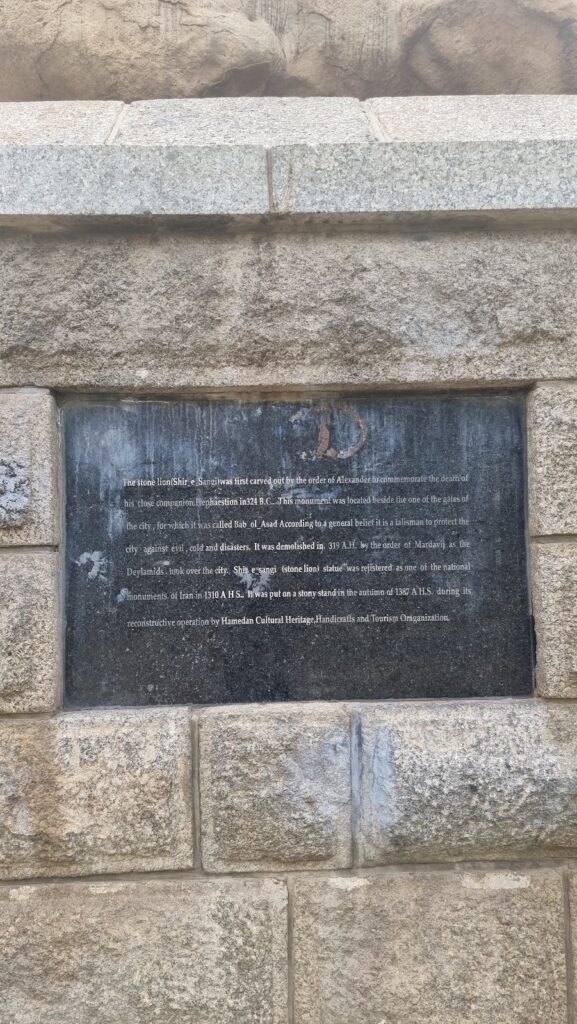 The stone lion(Shir_e_Sangi)was first carved out by the order of Alexander to commemorate the death of
his close companion,Hephaestion in324 B.C.. This monument was located beside the one of the gates of
the city, for which it was called Bab_ol_Asad According to a general belief it is a talisman to protect the
city against evil, cold and disasters. It was demolished in 319 A.H. by the order of Mardavij as the
Deylamids took over the city. Shir_e_sangi (stone lion) statue was rejistered as one of the national
monuments of Iran in 1310 A H S.. It was put on a stony stand in the autumn of 1387 A.H.S. during its
reconstructive operation by Hamedan Cultural Heritage,Handicrafts and Tourism Orsganization.